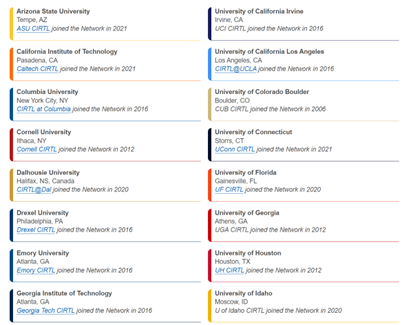 Arizona State University
Tempe, AZ
ASU CIRTL joined the Network in 2021
California Institute of Technology
Pasadena, CA
Caltech CIRTL joined the Network in 2021
Columbia University
New York City, NY
CIRTL at Columbia joined the Network in 2016
Cornell University
Ithaca, NY
Cornell CIRTL joined the Network in 2012
Dalhousie University
Halifax, NS, Canada
CIRTL@Dal joined the Network in 2020
Drexel University
Philadelphia, PA
Drexel CIRTL joined the Network in 2016
Emory University
Atlanta, GA
Emory CIRTL joined the Network in 2016
Georgia Institute of Technology
Atlanta, GA
Georgia Tech CIRTL joined the Network in 2016
University of California Irvine
Irvine, CA
UCI CIRTL joined the Network in 2016
University of California Los Angeles
Los Angeles, CA
CIRTL@UCLA joined the Network in 2016
University of Colorado Boulder
Boulder, CO
CUB CIRTL joined the Network in 2006
University of Connecticut
Storrs, CT
UConn CIRTL joined the Network in 2021
University of Florida
Gainesville, FL
UF CIRTL joined the Network in 2020
University of Georgia
Athens, GA
UGA CIRTL joined the Network in 2012
University of Houston
Houston, TX
UH CIRTL joined the Network in 2012
University of Idaho
Moscow, ID
U of Idaho CIRTL joined the Network in 2020